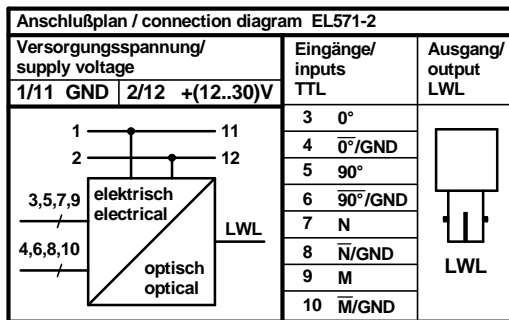 Anschlußplan / connection diagram EL571-2
Versorgungsspannung/
supply voltage
1/11 GND 2/12 +(12..30)V
1 11
2 12
3,5,7,9
4,6,8,10
elektrisch
electrical
LWL
optisch
optical
Eingänge/
inputs
TTL
3 0°
4 0̅°̅/GND
5 90°
6 9̅0̅°̅/GND
7 N
8 N̅/GND
9 M
10 M̅/GND
Ausgang/
output
LWL
LWL